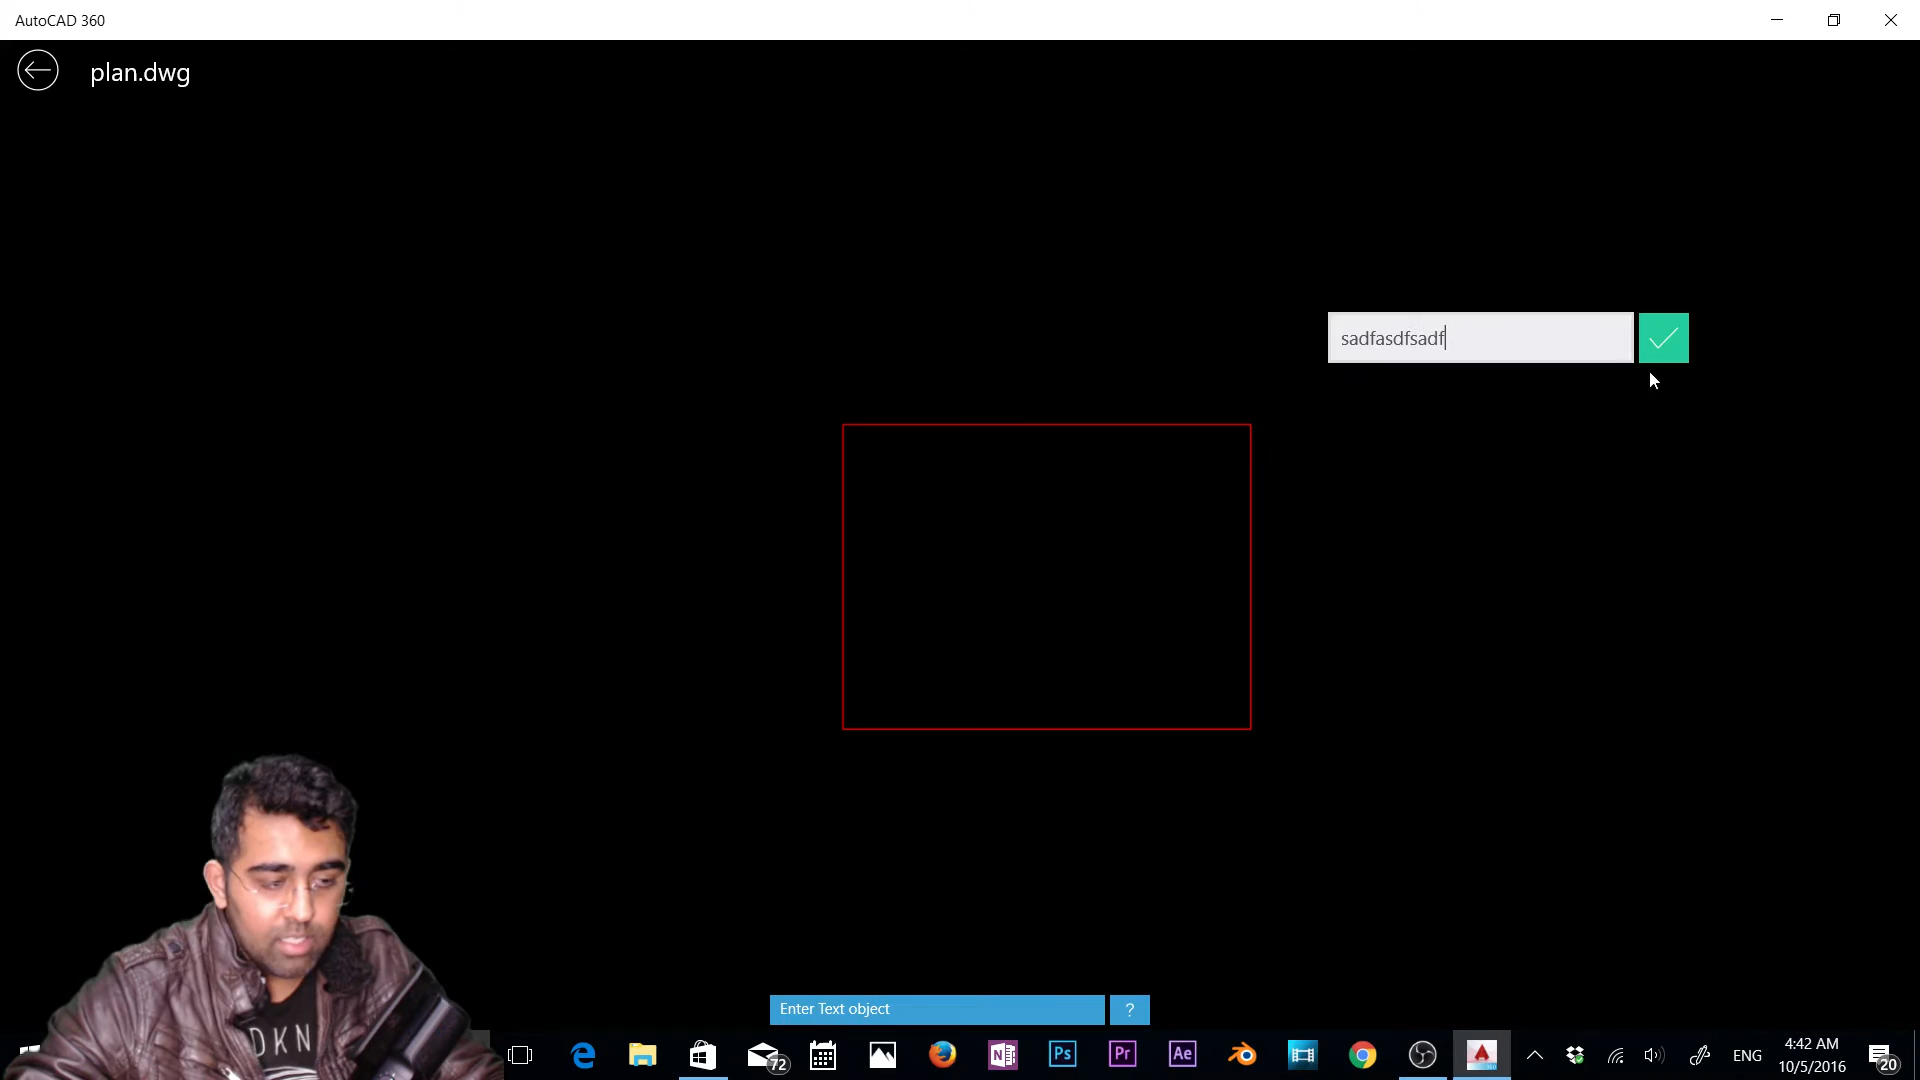 AutoCAD 360
plan.dwg
sadfasdfsadf
Enter Text object
?
DKN
72
N
Ps
Pr
Ae
ENG
4:42 AM
10/5/2016
20